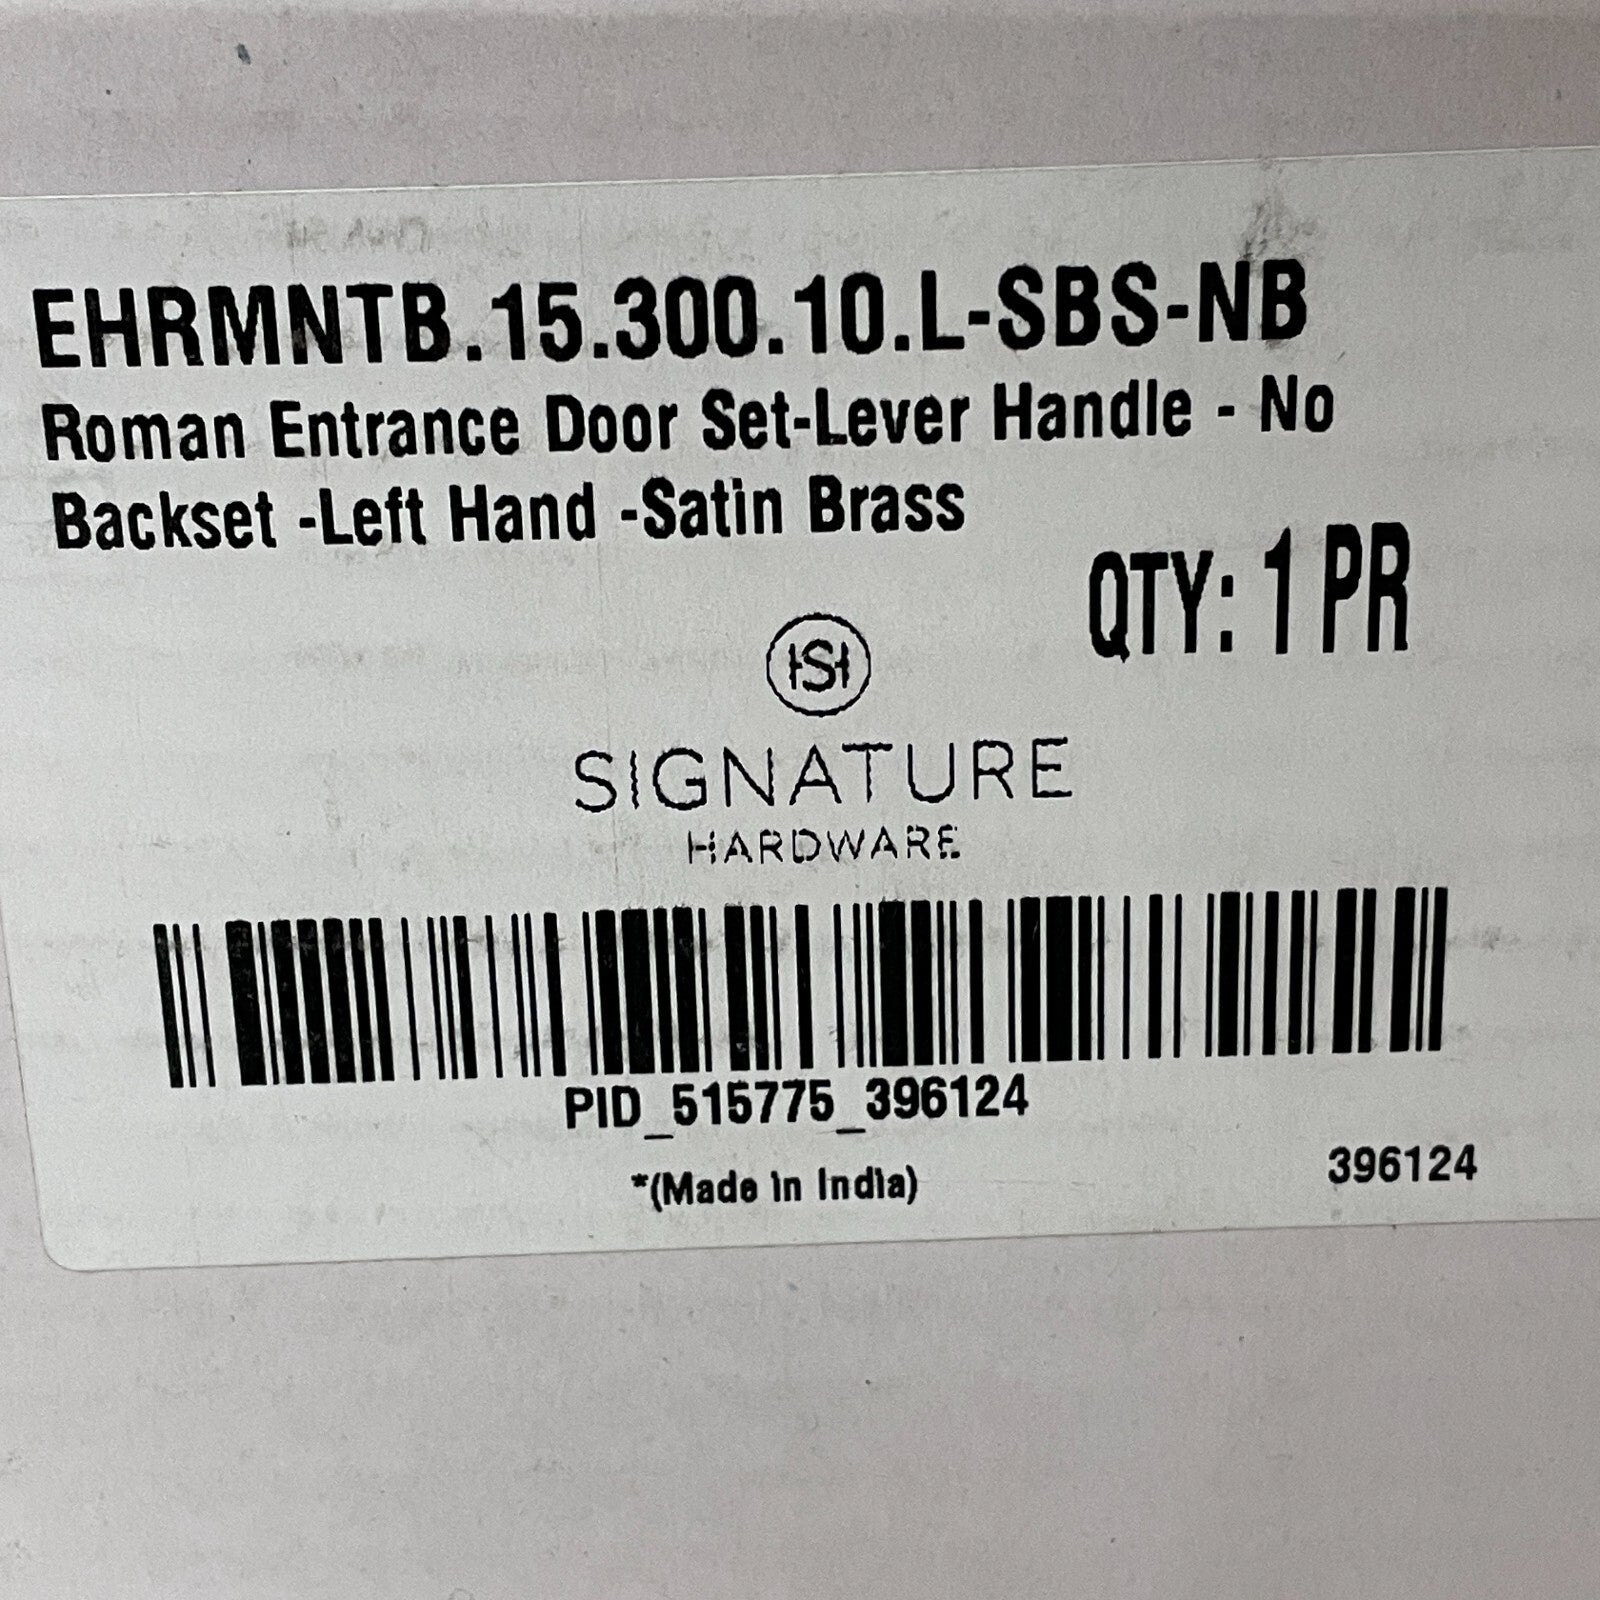 EHRMNTB.15.300.10.L-SBS-NB
Roman Entrance Door Set-Lever Handle - No
Backset -Left Hand -Satin Brass
QTY: 1 PR
HSH
SIGNATURE
HARDWARE
PID_515775_396124
*(Made in India)
396124